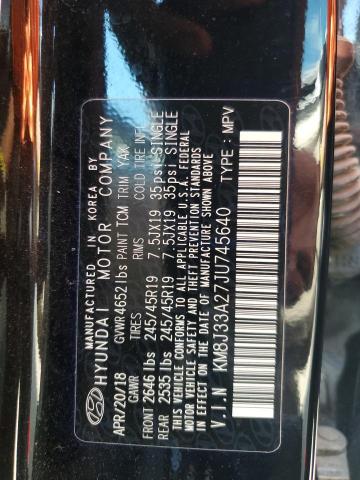 MANUFACTURED IN KOREA BY
HYUNDAI MOTOR COMPANY
APR/20/18 GVWR 4652 lbs PAINT TCM TRIM YAK
GAWR TIRES RIMS COLD TIRE INFL
FRONT 2646 lbs 245/45R19 7.5JX19 35psi SINGLE
REAR 2535 lbs 245/45R19 7.5JX19 35psi SINGLE
THIS VEHICLE CONFORMS TO ALL APPLICABLE U.S.A. FEDERAL
MOTOR VEHICLE SAFETY AND THEFT PREVENTION STANDARDS
IN EFFECT ON THE DATE OF MANUFACTURE SHOWN ABOVE
V.I.N KM8J33A27JU745640 TYPE : MPV